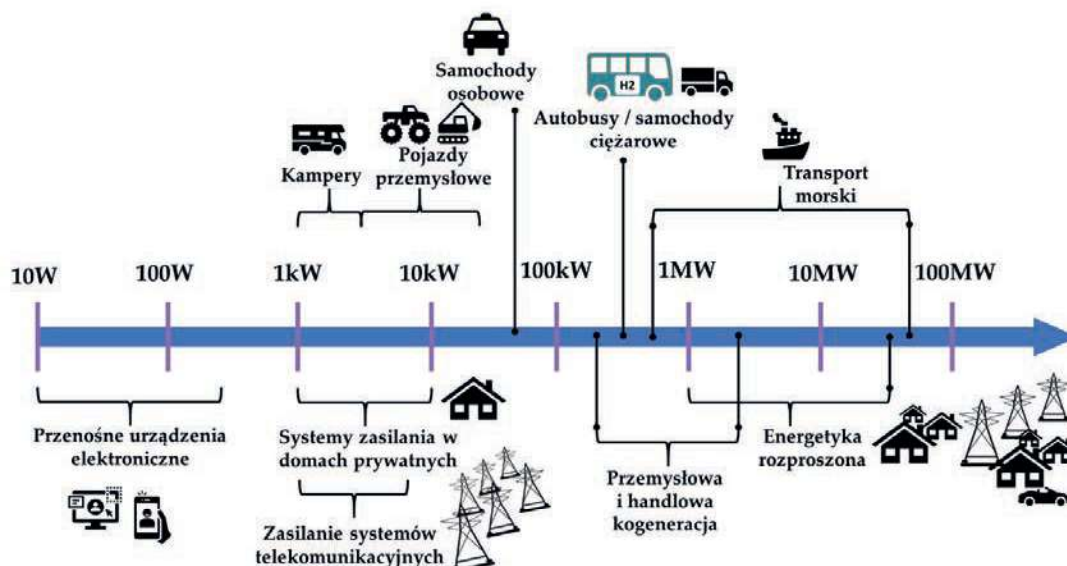 Samochody
osobowe
H2
Autobusy / samochody
ciężarowe
Kampery
Pojazdy
przemysłowe
Transport
morski
10W
100W
1kW
10kW
100kW
1MW
10MW
100MW
Przenośne urządzenia
elektroniczne
Systemy zasilania w
domach prywatnych
Zasilanie systemów
telekomunikacyjnych
Przemysłowa
i handlowa
kogeneracja
Energetyka
rozproszona